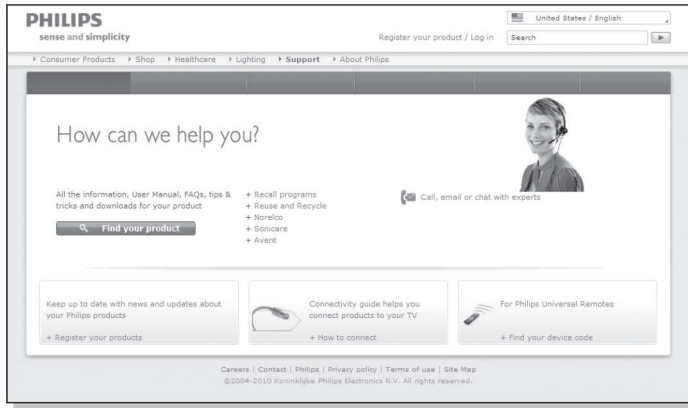 PHILIPS
sense and simplicity
United States / English
Register your product / Log in
Search
Consumer Products
Shop
Healthcare
Lighting
Support
About Philips
How can we help you?
All the information, User Manual, FAQs, tips &
tricks and downloads for your product
Find your product
+ Recall programs
+ Reuse and Recycle
+ Norelco
+ Sonicare
+ Avent
Call, email or chat with experts
Keep up to date with news and updates about
your Philips products
+ Register your products
Connectivity guide helps you
connect products to your TV
+ How to connect
For Philips Universal Remotes
+ Find your device code
Careers | Contact | Philips | Privacy policy | Terms of use | Site Map
©2004-2010 Koninklijke Philips Electronics N.V. All rights reserved.